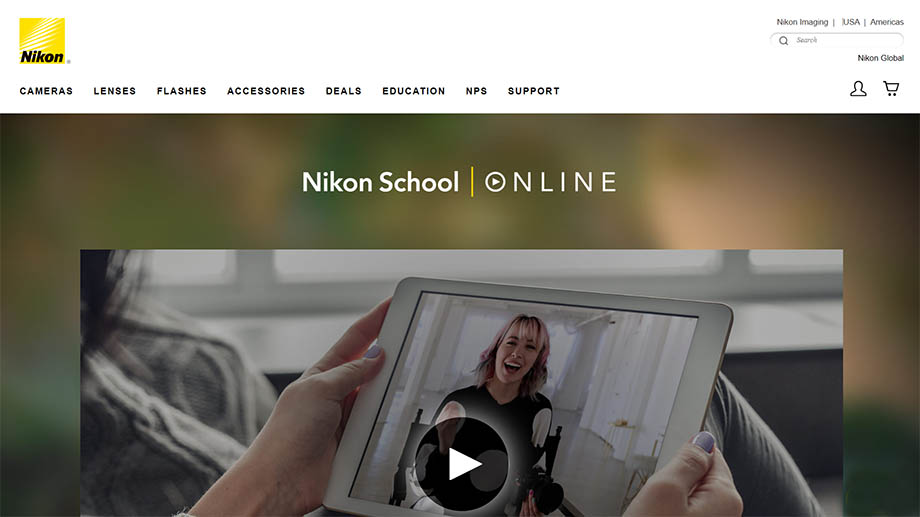 Nikon Imaging | USA | Americas
Search
Nikon
Nikon Global
CAMERAS LENSES FLASHES ACCESSORIES DEALS EDUCATION NPS SUPPORT
Nikon School | ONLINE